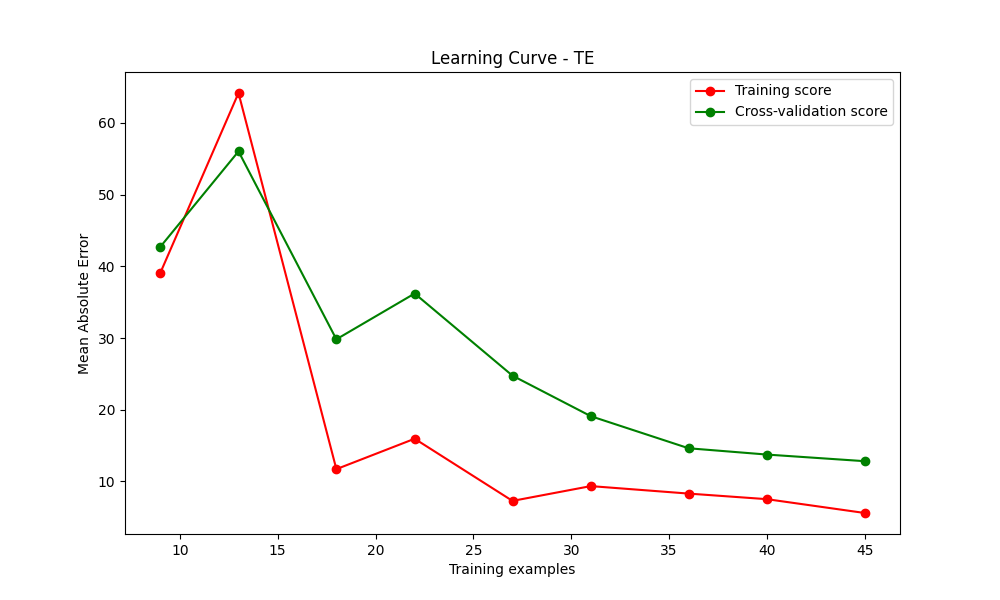 Learning Curve - TE
Training score
Cross-validation score
Mean Absolute Error
60
50
40
30
20
10
10
15
20
25
30
35
40
45
Training examples